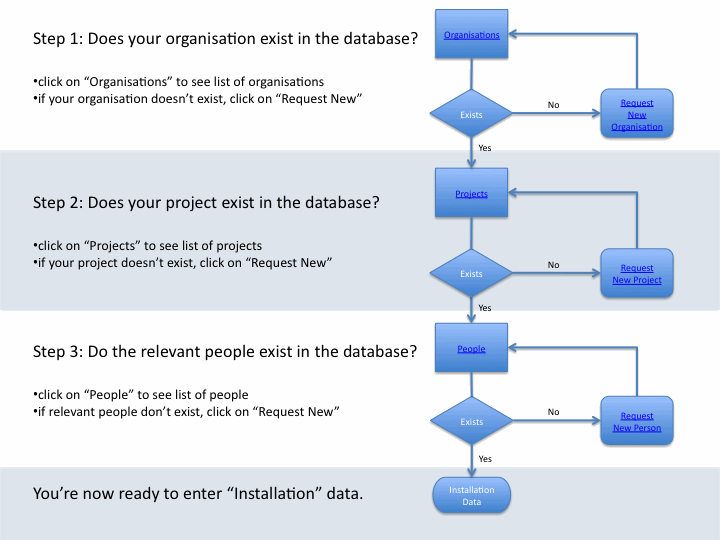 Step 1: Does your organisation exist in the database?
•click on “Organisations” to see list of organisations
•if your organisation doesn’t exist, click on “Request New”
Organisations
Exists
No
Request
New
Organisation
Yes
Step 2: Does your project exist in the database?
•click on “Projects” to see list of projects
•if your project doesn’t exist, click on “Request New”
Projects
Exists
No
Request
New Project
Yes
Step 3: Do the relevant people exist in the database?
•click on “People” to see list of people
•if relevant people don’t exist, click on “Request New”
People
Exists
No
Request
New Person
Yes
You’re now ready to enter “Installation” data.
Installation
Data